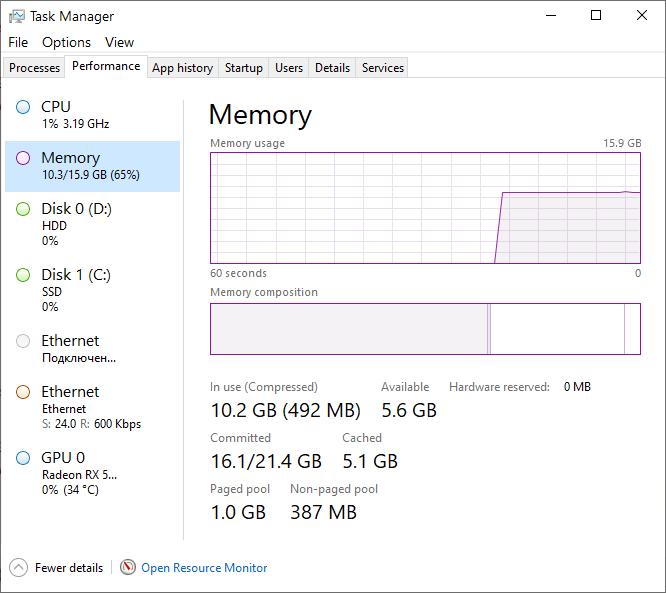 Task Manager
File Options View
Processes Performance App history Startup Users Details Services
CPU
1% 3.19 GHz
Memory
10.3/15.9 GB (65%)
Disk 0 (D:)
HDD
0%
Disk 1 (C:)
SSD
0%
Ethernet
Подключен...
Ethernet
Ethernet
S: 24.0 R: 600 Kbps
GPU 0
Radeon RX 5...
0% (34 °C)
Memory
Memory usage 15.9 GB
60 seconds 0
Memory composition
In use (Compressed) Available Hardware reserved: 0 MB
10.2 GB (492 MB) 5.6 GB
Committed Cached
16.1/21.4 GB 5.1 GB
Paged pool Non-paged pool
1.0 GB 387 MB
Fewer details Open Resource Monitor